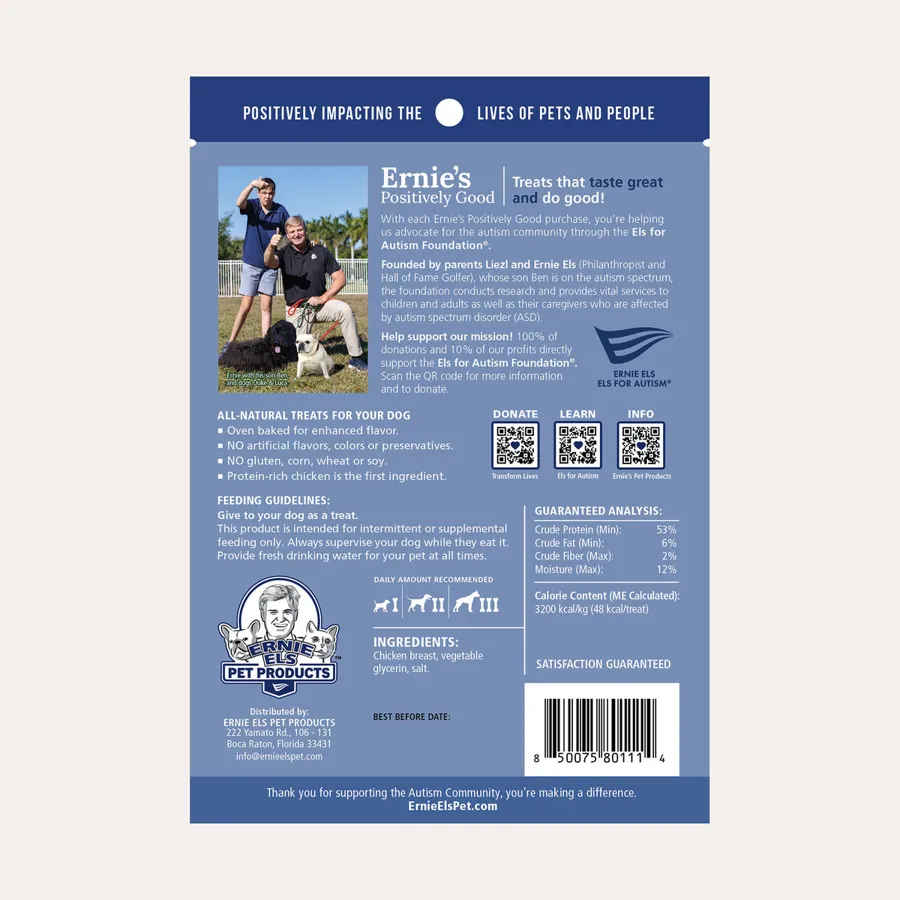 POSITIVELY IMPACTING THE LIVES OF PETS AND PEOPLE
Ernie's
Positively Good
Treats that taste great
and do good!
With each Ernie's Positively Good purchase, you're helping
us advocate for the autism community through the Els for
Autism Foundation®.
Founded by parents Liezl and Ernie Els (Philanthropist and
Hall of Fame Golfer), whose son Ben is on the autism spectrum,
the foundation conducts research and provides vital services to
children and adults as well as their caregivers who are affected
by autism spectrum disorder (ASD).
Help support our mission! 100% of
donations and 10% of our profits directly
support the Els for Autism Foundation®.
Scan the QR code for more information
and to donate.
Ernie with his son Ben
and dogs Duke & Luca
ERNIE ELS
ELS FOR AUTISM®
ALL-NATURAL TREATS FOR YOUR DOG
▪ Oven baked for enhanced flavor.
▪ NO artificial flavors, colors or preservatives.
▪ NO gluten, corn, wheat or soy.
▪ Protein-rich chicken is the first ingredient.
DONATE LEARN INFO
Transform Lives Els for Autism Ernie's Pet Products
FEEDING GUIDELINES:
Give to your dog as a treat.
This product is intended for intermittent or supplemental
feeding only. Always supervise your dog while they eat it.
Provide fresh drinking water for your pet at all times.
GUARANTEED ANALYSIS:
Crude Protein (Min): 53%
Crude Fat (Min): 6%
Crude Fiber (Max): 2%
Moisture (Max): 12%
Calorie Content (ME Calculated):
3200 kcal/kg (48 kcal/treat)
SATISFACTION GUARANTEED
DAILY AMOUNT RECOMMENDED
I II III
INGREDIENTS:
Chicken breast, vegetable
glycerin, salt.
BEST BEFORE DATE:
ERNIE
ELS
PET PRODUCTS
TM
Distributed by:
ERNIE ELS PET PRODUCTS
222 Yamato Rd., 106 - 131
Boca Raton, Florida 33431
info@ernieelspet.com
8 50075 80111 4
Thank you for supporting the Autism Community, you're making a difference.
ErnieElsPet.com